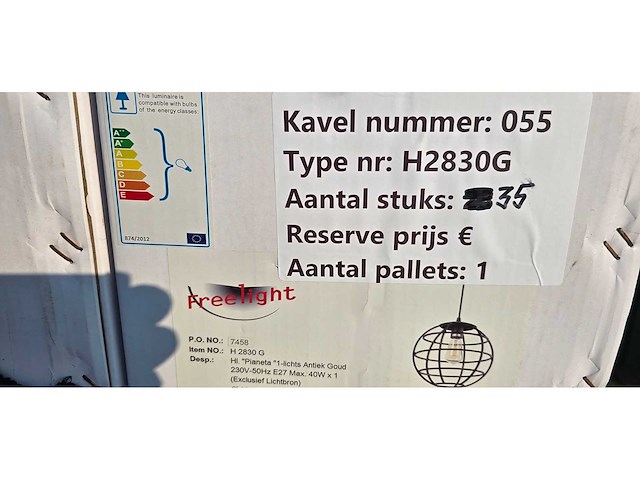 This luminaire is
compatible with bulbs
of the energy classes:
A++
A+
A
B
C
D
E
874/2012
Kavel nummer: 055
Type nr: H2830G
Aantal stuks: 35
Reserve prijs €
Aantal pallets: 1
Freelight
P.O. NO.: 7458
Item NO.: H 2830 G
Desp.: Hl. "Pianeta "1-lichts Antiek Goud
230V-50Hz E27 Max. 40W x 1
(Exclusief Lichtbron)